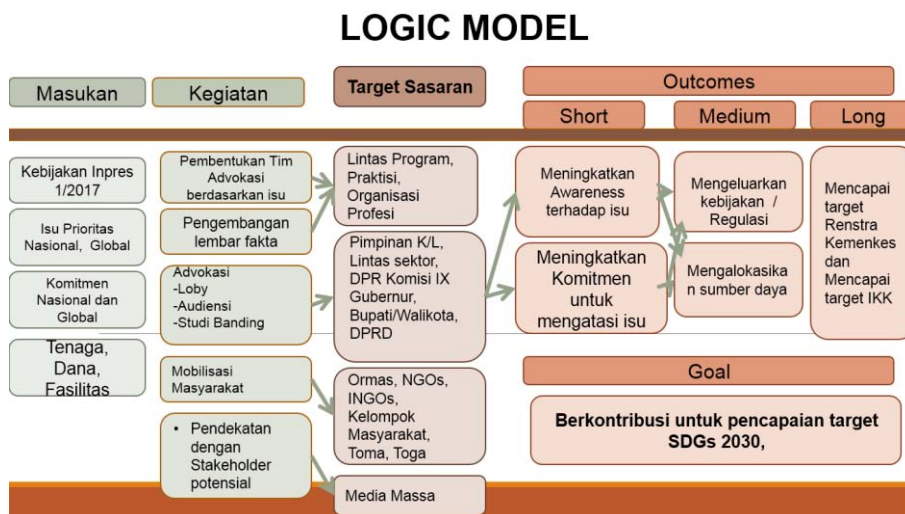 LOGIC MODEL
Masukan
Kegiatan
Target Sasaran
Outcomes
Short
Medium
Long
Kebijakan Inpres
1/2017
Isu Prioritas
Nasional, Global
Komitmen
Nasional dan
Global
Tenaga,
Dana,
Fasilitas
Pembentukan Tim
Advokasi
berdasarkan isu
Pengembangan
lembar fakta
Advokasi
-Loby
-Audiensi
-Studi Banding
Mobilisasi
Masyarakat
• Pendekatan
dengan
Stakeholder
potensial
Lintas Program,
Praktisi,
Organisasi
Profesi
Pimpinan K/L,
Lintas sektor,
DPR Komisi IX
Gubernur,
Bupati/Walikota,
DPRD
Ormas, NGOs,
INGOs,
Kelompok
Masyarakat,
Toma, Toga
Media Massa
Meningkatkan
Awareness
terhadap isu
Meningkatkan
Komitmen
untuk
mengatasi isu
Mengeluarkan
kebijakan /
Regulasi
Mengalokasika
n sumber daya
Mencapai
target
Renstra
Kemenkes
dan
Mencapai
target IKK
Goal
Berkontribusi untuk pencapaian target
SDGs 2030,